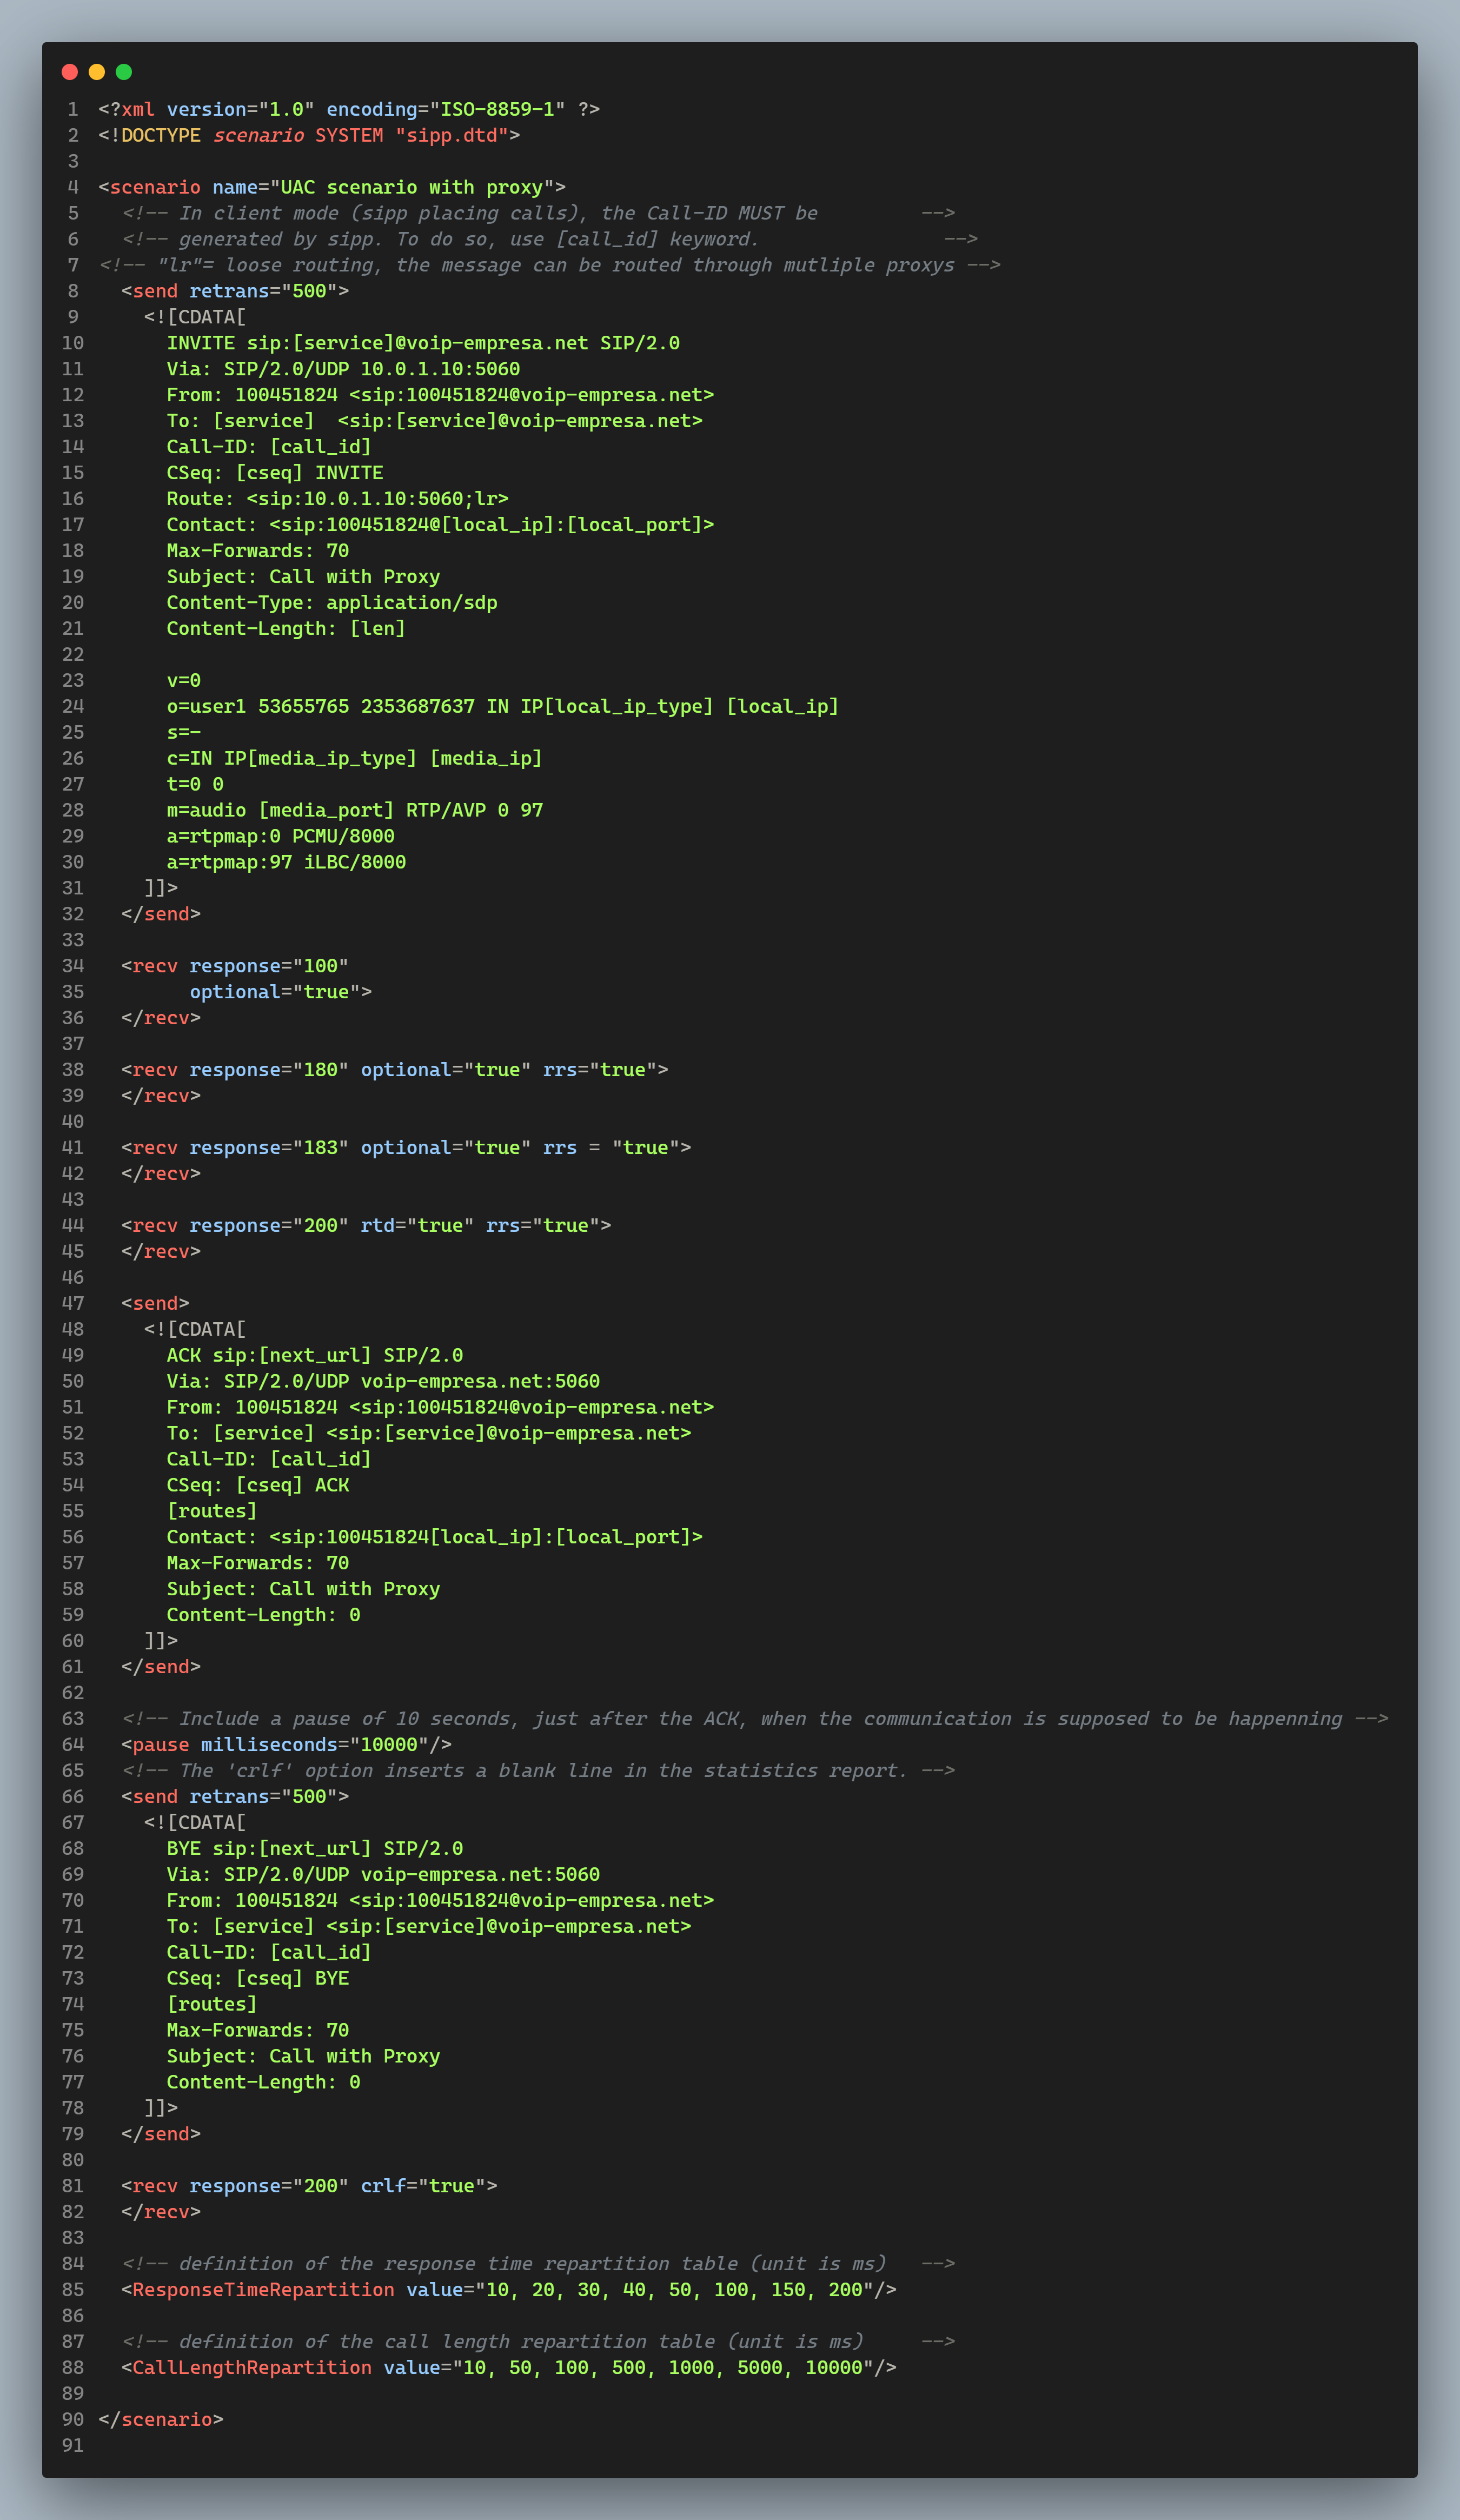 1 <?xml version="1.0" encoding="ISO-8859-1" ?>
2 <!DOCTYPE scenario SYSTEM "sipp.dtd">
3
4 <scenario name="UAC scenario with proxy">
5   <!-- In client mode (sipp placing calls), the Call-ID MUST be         -->
6   <!-- generated by sipp. To do so, use [call_id] keyword.                -->
7 <!-- "lr"= loose routing, the message can be routed through mutliple proxys -->
8   <send retrans="500">
9     <![CDATA[
10       INVITE sip:[service]@voip-empresa.net SIP/2.0
11       Via: SIP/2.0/UDP 10.0.1.10:5060
12       From: 100451824 <sip:100451824@voip-empresa.net>
13       To: [service]  <sip:[service]@voip-empresa.net>
14       Call-ID: [call_id]
15       CSeq: [cseq] INVITE
16       Route: <sip:10.0.1.10:5060;lr>
17       Contact: <sip:100451824@[local_ip]:[local_port]>
18       Max-Forwards: 70
19       Subject: Call with Proxy
20       Content-Type: application/sdp
21       Content-Length: [len]
22
23       v=0
24       o=user1 53655765 2353687637 IN IP[local_ip_type] [local_ip]
25       s=-
26       c=IN IP[media_ip_type] [media_ip]
27       t=0 0
28       m=audio [media_port] RTP/AVP 0 97
29       a=rtpmap:0 PCMU/8000
30       a=rtpmap:97 iLBC/8000
31     ]]>
32   </send>
33
34   <recv response="100"
35         optional="true">
36   </recv>
37
38   <recv response="180" optional="true" rrs="true">
39   </recv>
40
41   <recv response="183" optional="true" rrs = "true">
42   </recv>
43
44   <recv response="200" rtd="true" rrs="true">
45   </recv>
46
47   <send>
48     <![CDATA[
49       ACK sip:[next_url] SIP/2.0
50       Via: SIP/2.0/UDP voip-empresa.net:5060
51       From: 100451824 <sip:100451824@voip-empresa.net>
52       To: [service] <sip:[service]@voip-empresa.net>
53       Call-ID: [call_id]
54       CSeq: [cseq] ACK
55       [routes]
56       Contact: <sip:100451824[local_ip]:[local_port]>
57       Max-Forwards: 70
58       Subject: Call with Proxy
59       Content-Length: 0
60     ]]>
61   </send>
62
63   <!-- Include a pause of 10 seconds, just after the ACK, when the communication is supposed to be happenning -->
64   <pause milliseconds="10000"/>
65   <!-- The 'crlf' option inserts a blank line in the statistics report. -->
66   <send retrans="500">
67     <![CDATA[
68       BYE sip:[next_url] SIP/2.0
69       Via: SIP/2.0/UDP voip-empresa.net:5060
70       From: 100451824 <sip:100451824@voip-empresa.net>
71       To: [service] <sip:[service]@voip-empresa.net>
72       Call-ID: [call_id]
73       CSeq: [cseq] BYE
74       [routes]
75       Max-Forwards: 70
76       Subject: Call with Proxy
77       Content-Length: 0
78     ]]>
79   </send>
80
81   <recv response="200" crlf="true">
82   </recv>
83
84   <!-- definition of the response time repartition table (unit is ms)   -->
85   <ResponseTimeRepartition value="10, 20, 30, 40, 50, 100, 150, 200"/>
86
87   <!-- definition of the call length repartition table (unit is ms)     -->
88   <CallLengthRepartition value="10, 50, 100, 500, 1000, 5000, 10000"/>
89
90 </scenario>
91